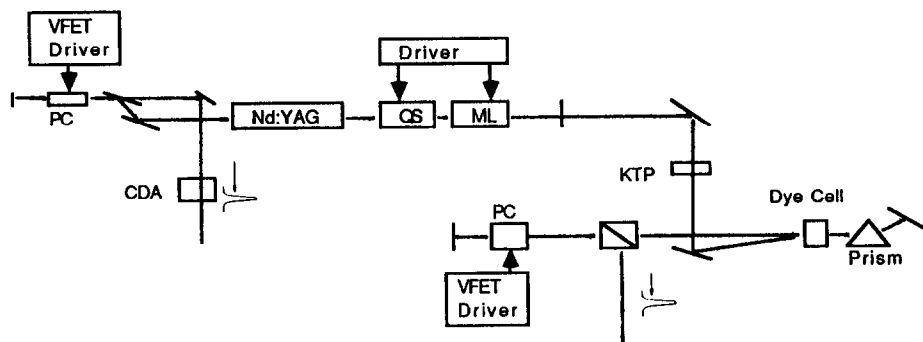 VFET
Driver
PC
Driver
Nd:YAG
QS
ML
CDA
KTP
Dye Cell
PC
Prism
VFET
Driver